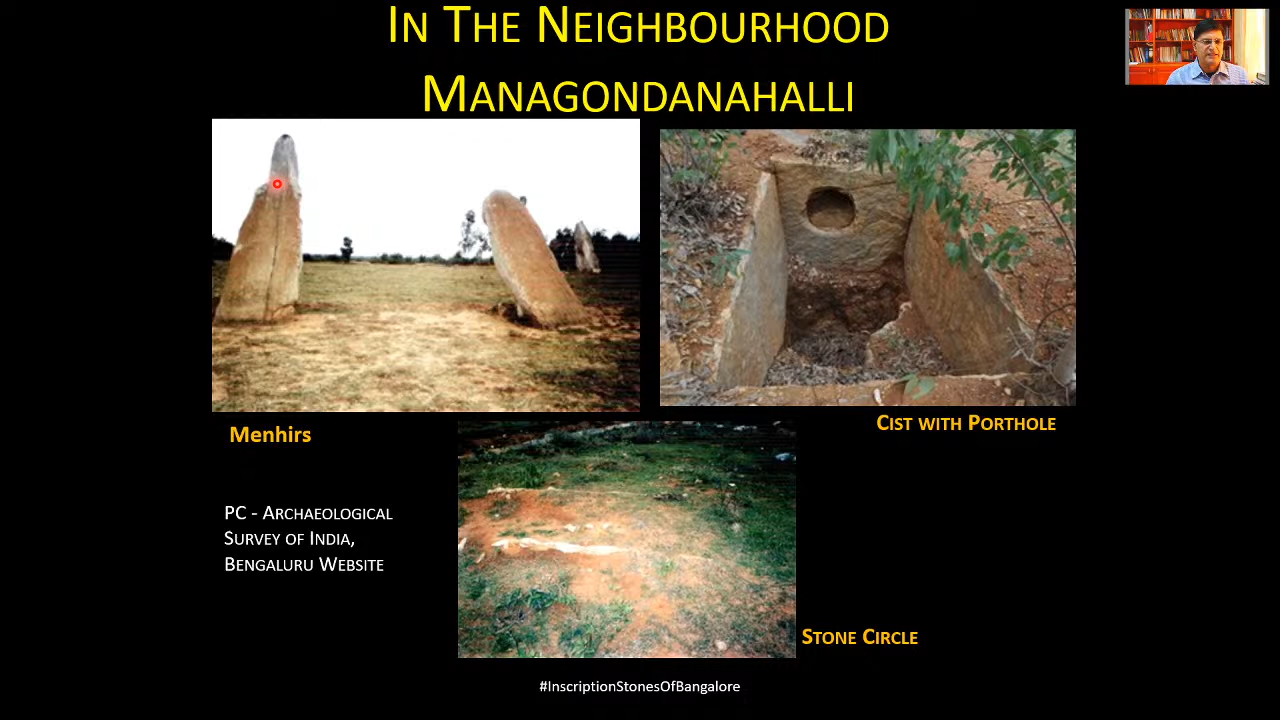 In The Neighbourhood
Managondanahalli
Menhirs
Cist with Porthole
PC - Archaeological
Survey of India,
Bengaluru Website
Stone Circle
#InscriptionStonesOfBangalore